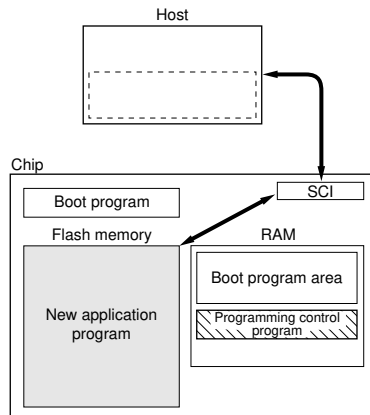 Host
Chip
SCI
Boot program
Flash memory
RAM
Boot program area
New application
program
Programming control
program